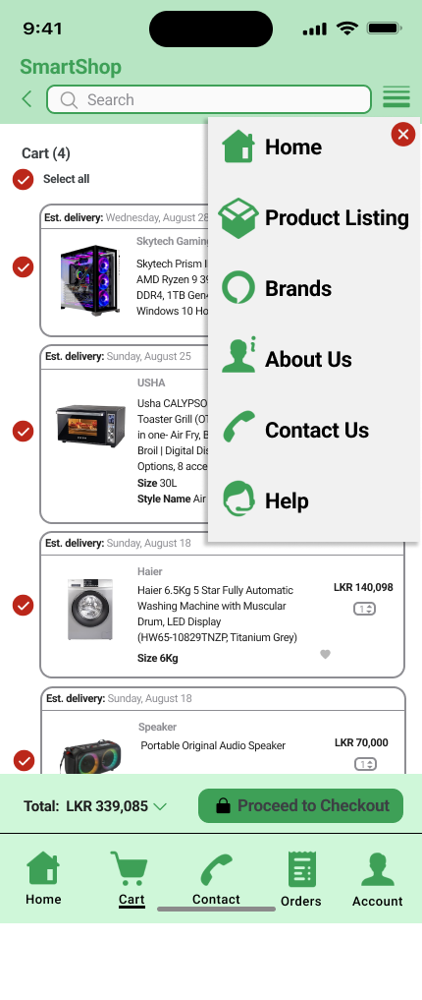 9:41
SmartShop
Search
Cart (4)
Select all
Home
Product Listing
Brands
About Us
Contact Us
Help
Est. delivery: Wednesday, August 28
Skytech Gaming
Skytech Prism I
AMD Ryzen 9 39
DDR4, 1TB Gen4
Windows 10 Ho
Est. delivery: Sunday, August 25
USHA
Usha CALYPSO
Toaster Grill (OT
in one- Air Fry, B
Broil | Digital Dis
Options, 8 acce
Size 30L
Style Name Air
Est. delivery: Sunday, August 18
Haier
Haier 6.5Kg 5 Star Fully Automatic
Washing Machine with Muscular
Drum, LED Display
(HW65-10829TNZP, Titanium Grey)
Size 6Kg
LKR 140,098
1
Est. delivery: Sunday, August 18
Speaker
Portable Original Audio Speaker
LKR 70,000
1
Total: LKR 339,085
Proceed to Checkout
Home
Cart
Contact
Orders
Account